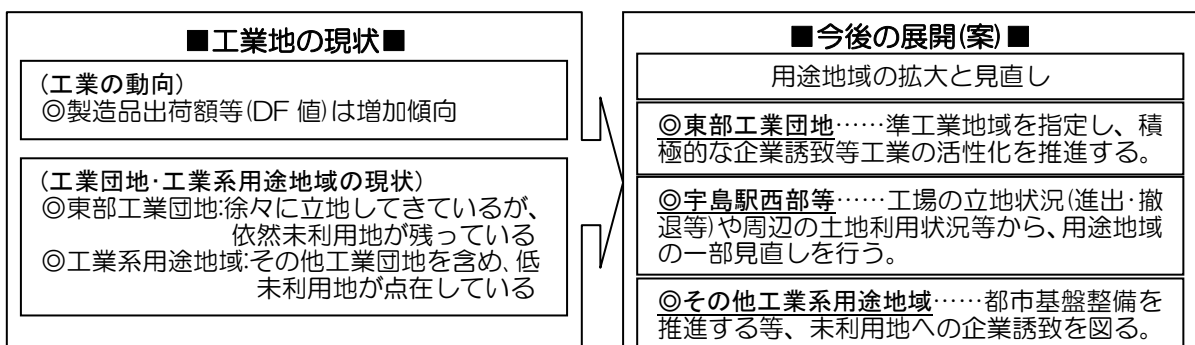 ■工業地の現状■
(工業の動向)
◎製造品出荷額等(DF 値)は増加傾向
(工業団地・工業系用途地域の現状)
◎東部工業団地:徐々に立地してきているが、
依然未利用地が残っている
◎工業系用途地域:その他工業団地を含め、低
未利用地が点在している
■今後の展開(案)■
用途地域の拡大と見直し
◎東部工業団地……準工業地域を指定し、積
極的な企業誘致等工業の活性化を推進する。
◎宇島駅西部等……工場の立地状況(進出・撤
退等)や周辺の土地利用状況等から、用途地域
の一部見直しを行う。
◎その他工業系用途地域……都市基盤整備を
推進する等、未利用地への企業誘致を図る。